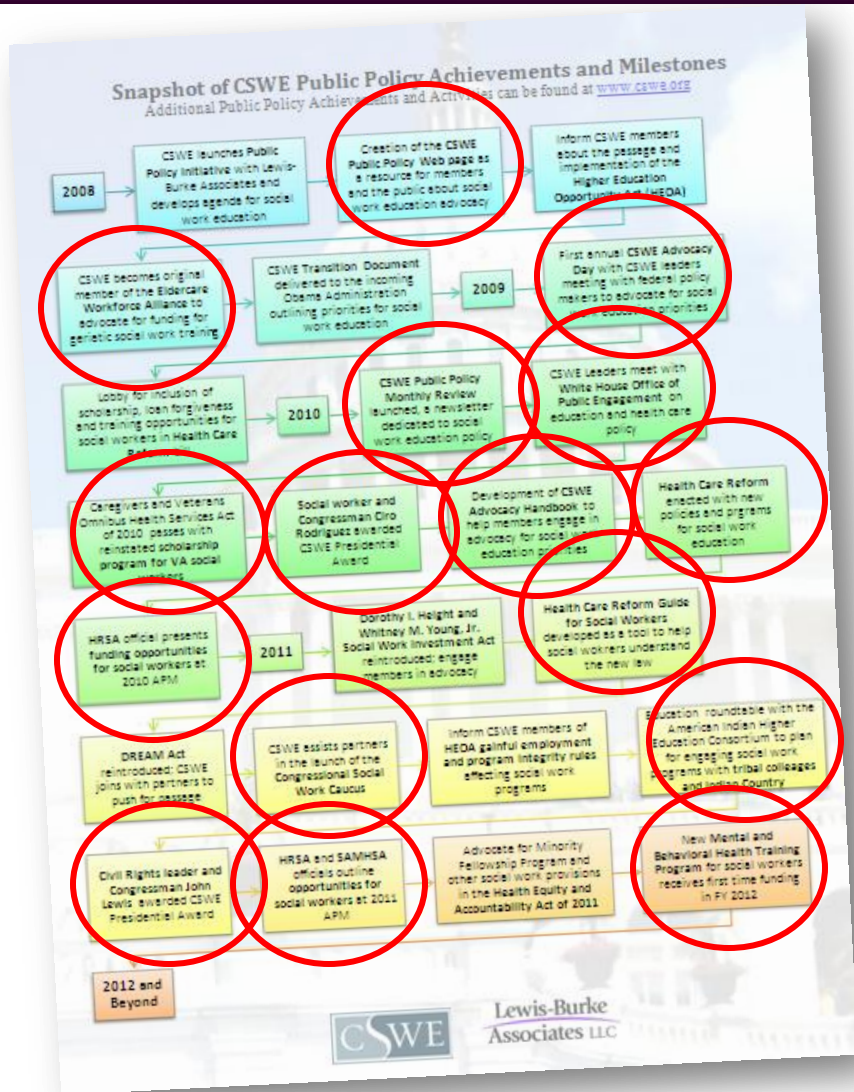 Snapshot of CSWE Public Policy Achievements and Milestones
Additional Public Policy Achievements and Activities can be found at www.cswe.org
2008
CSWE launches Public
Policy Initiative with Lewis-
Burke Associates and
develops agenda for social
work education
Creation of the CSWE
Public Policy Web page as
a resource for members
and the public about social
work education advocacy
Inform CSWE members
about the passage and
implementation of the
Higher Education
Opportunity Act (HEOA)
CSWE becomes original
member of the Eldercare
Workforce Alliance to
advocate for funding for
geriatic social work training
CSWE Transition Document
delivered to the incoming
Obama Administration
outlining priorities for social
work education
2009
First annual CSWE Advocacy
Day with CSWE leaders
meeting with federal policy
makers to advocate for social
work education priorities
Lobby for inclusion of
scholarship, loan forgiveness
and training opportunities for
social workers in Health Care
Reform
2010
CSWE Public Policy
Monthly Review
launched, a newsletter
dedicated to social
work education policy
CSWE Leaders meet with
White House Office of
Public Engagement on
education and health care
policy
Caregivers and Veterans
Omnibus Health Services Act
of 2010 passes with
reinstated scholarship
program for VA social
workers
Social worker and
Congressman Ciro
Rodriguez awarded
CSWE Presidential
Award
Development of CSWE
Advocacy Handbook to
help members engage in
advocacy for social work
education priorities
Health Care Reform
enacted with new
policies and prgrams
for social work
education
HRSA official presents
funding opportunities
for social workers at
2010 APM
2011
Dorothy I. Height and
Whitney M. Young, Jr.
Social Work Investment Act
reintroduced; engage
members in advocacy
Health Care Reform Guide
for Social Workers
developed as a tool to help
social wokrers understand
the new law
DREAM Act
reintroduced; CSWE
joins with partners to
push for passage
CSWE assists partners
in the launch of the
Congressional Social
Work Caucus
Inform CSWE members of
HEOA gainful employment
and program integrity rules
affecting social work
programs
Education roundtable with the
American Indian Higher
Education Consortium to plan
for engaging social work
programs with tribal colleages
and Indian Country
Civil Rights leader and
Congressman John
Lewis awarded CSWE
Presidential Award
HRSA and SAMHSA
officials outline
opportunities for
social workers at 2011
APM
Advocate for Minority
Fellowship Program and
other social work provisions
in the Health Equity and
Accountability Act of 2011
New Mental and
Behavioral Health Training
Program for social workers
receives first time funding
in FY 2012
2012 and
Beyond
CSWE
Lewis-Burke
Associates LLC